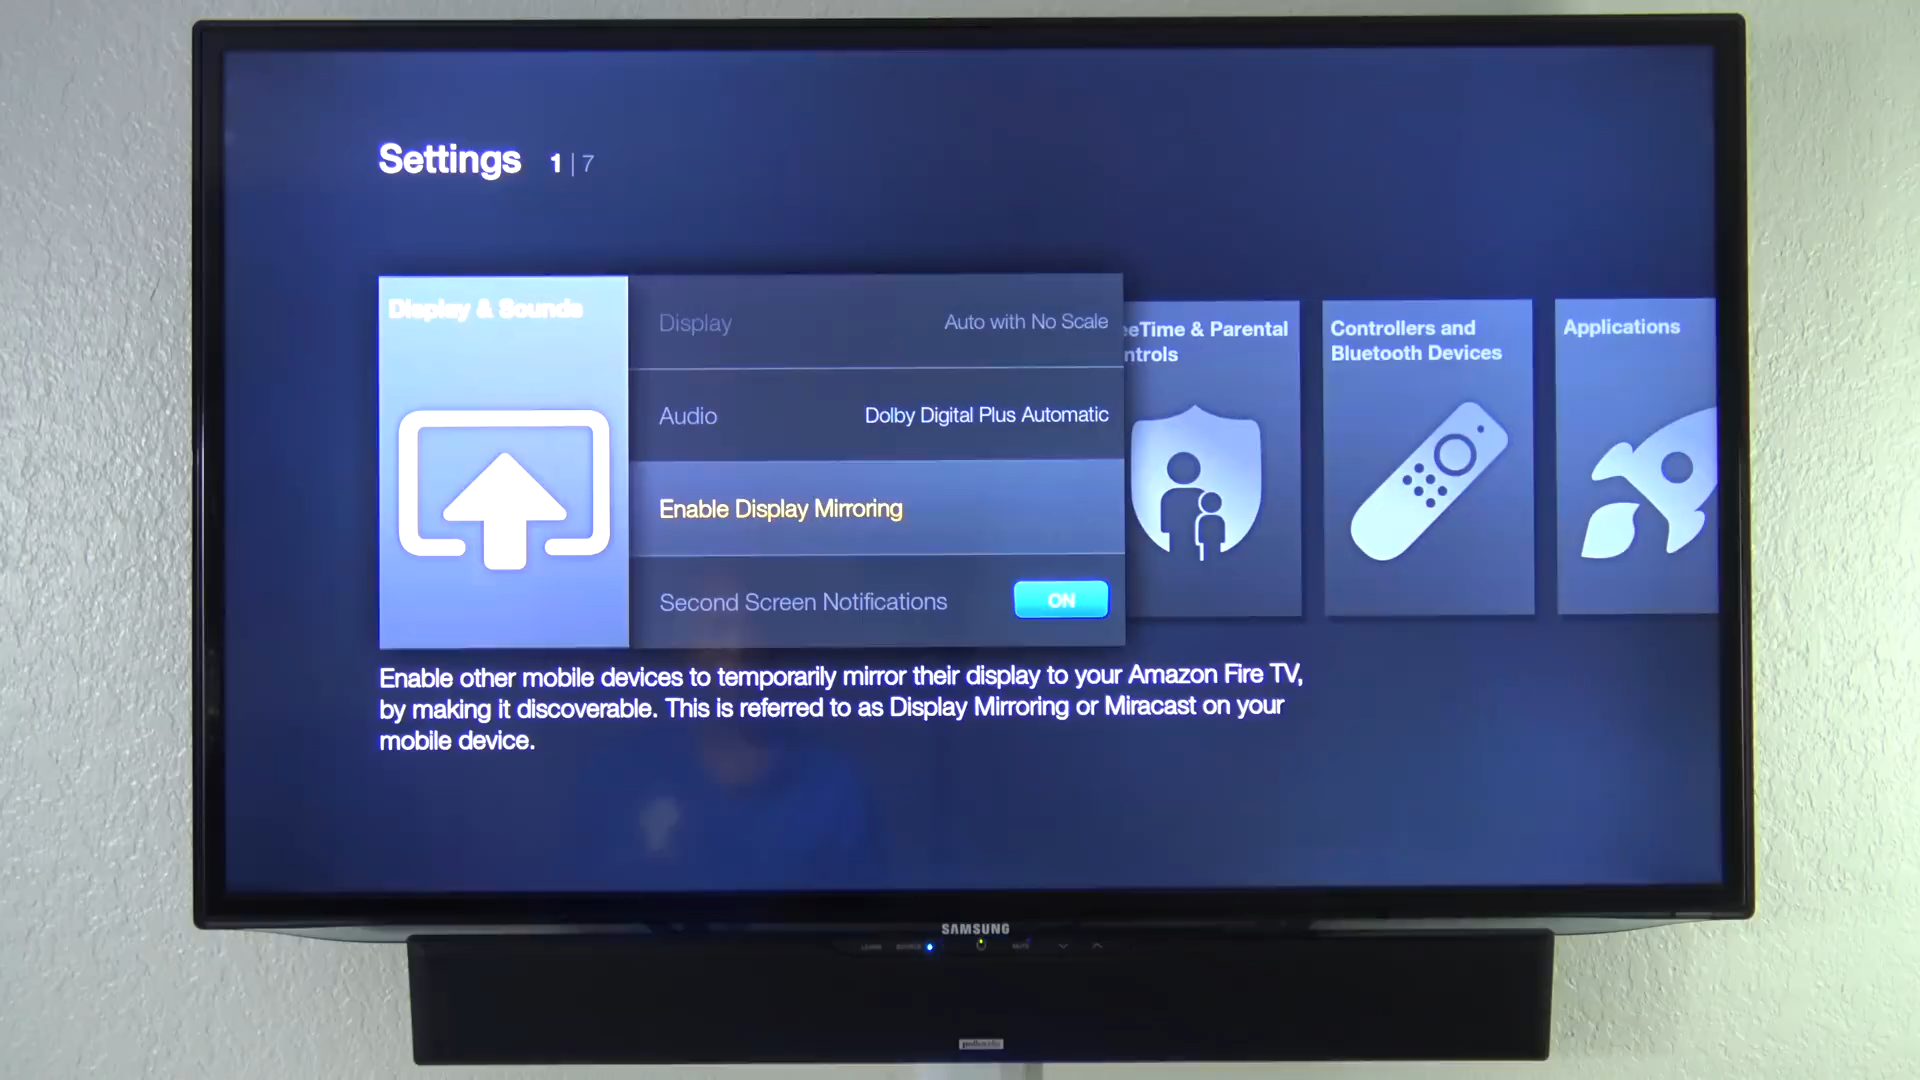 Settings 1 | 7
Display & Sounds
Display Auto with No Scale
Audio Dolby Digital Plus Automatic
Enable Display Mirroring
Second Screen Notifications ON
eeTime & Parental
ntrols
Controllers and
Bluetooth Devices
Applications
Enable other mobile devices to temporarily mirror their display to your Amazon Fire TV,
by making it discoverable. This is referred to as Display Mirroring or Miracast on your
mobile device.
SAMSUNG